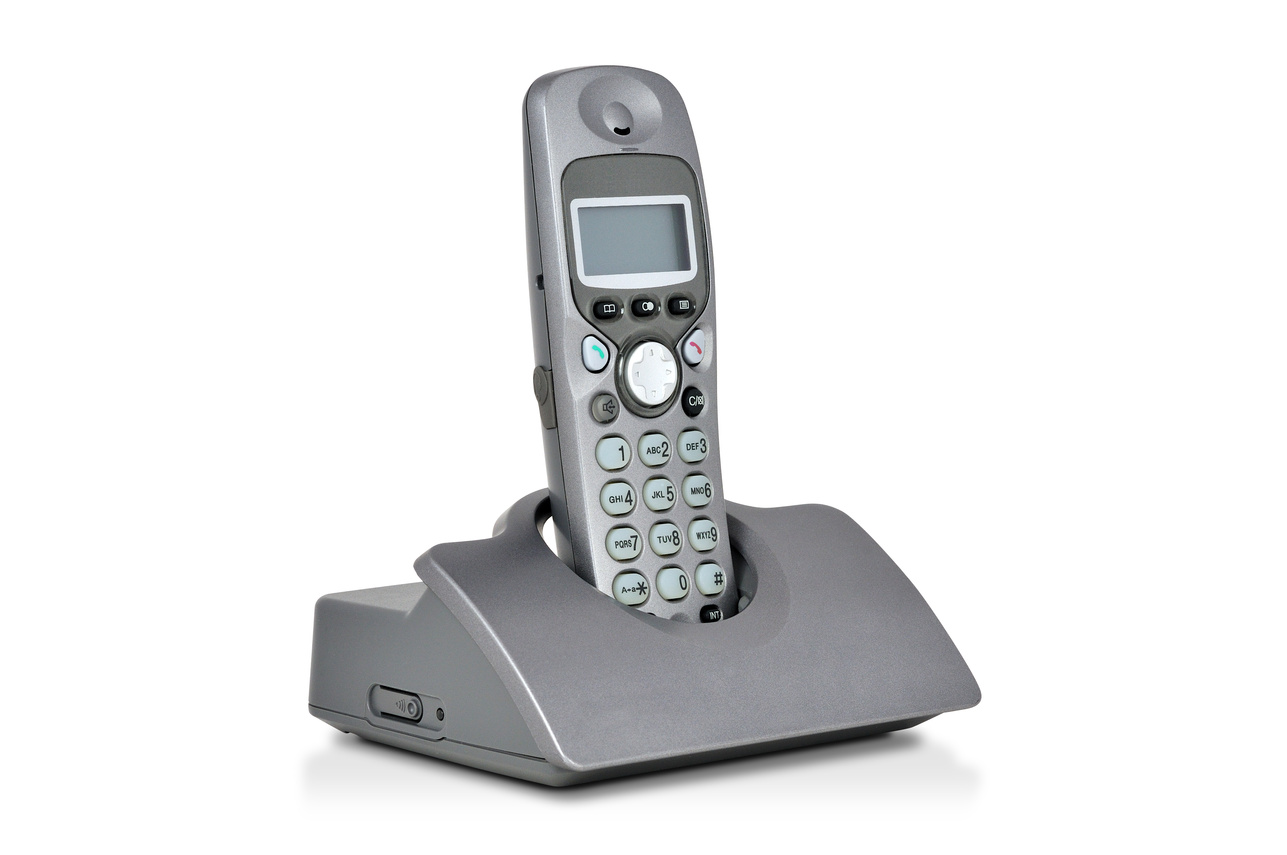 C/
1 ABC2 DEF3
GHI4 JKL5 MNO6
PQRS7 TUV8 WXYZ9
A→a* 0 #
INT